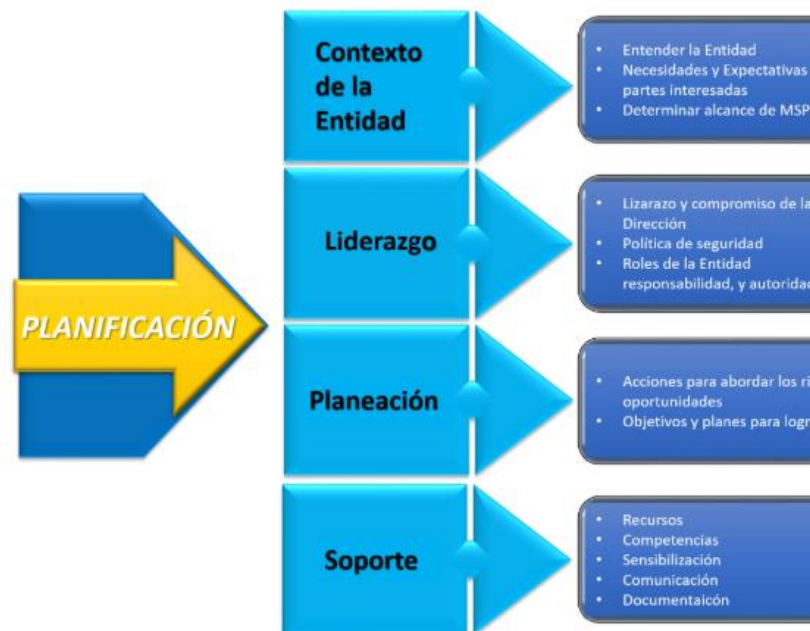 PLANIFICACIÓN
Contexto
de la
Entidad
• Entender la Entidad
• Necesidades y Expectativas
partes interesadas
• Determinar alcance de MSP
Liderazgo
• Lizarazo y compromiso de la
Dirección
• Política de seguridad
• Roles de la Entidad
responsabilidad, y autoridad
Planeación
• Acciones para abordar los
oportunidades
• Objetivos y planes para
Soporte
• Recursos
• Competencias
• Sensibilización
• Comunicación
• Documentaicón